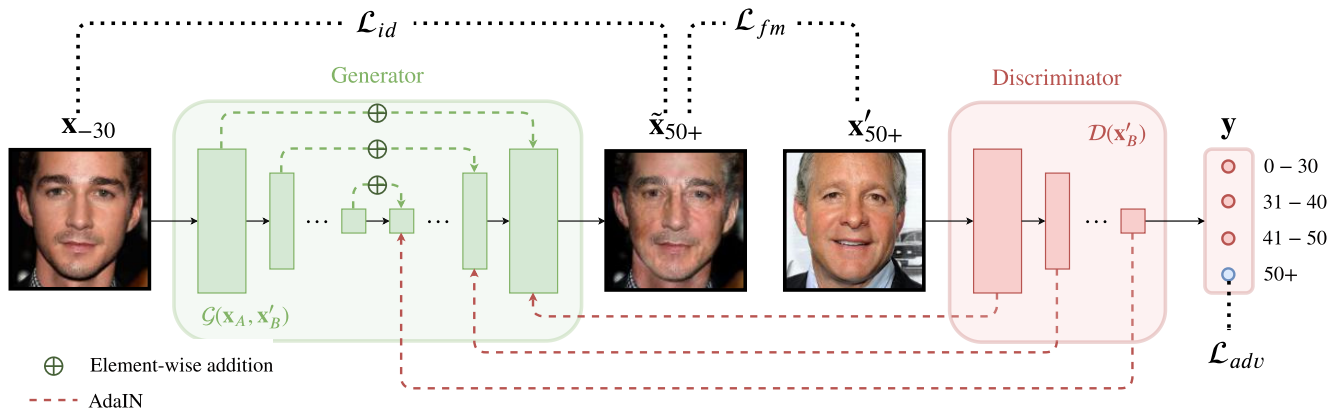 ℒ_id
ℒ_fm
Generator
Discriminator
x_−30
x̃_50+
x′_50+
𝒟(x′_B)
y
0 − 30
31 − 40
41 − 50
50+
𝒢(x_A, x′_B)
ℒ_adv
⊕ Element-wise addition
AdaIN